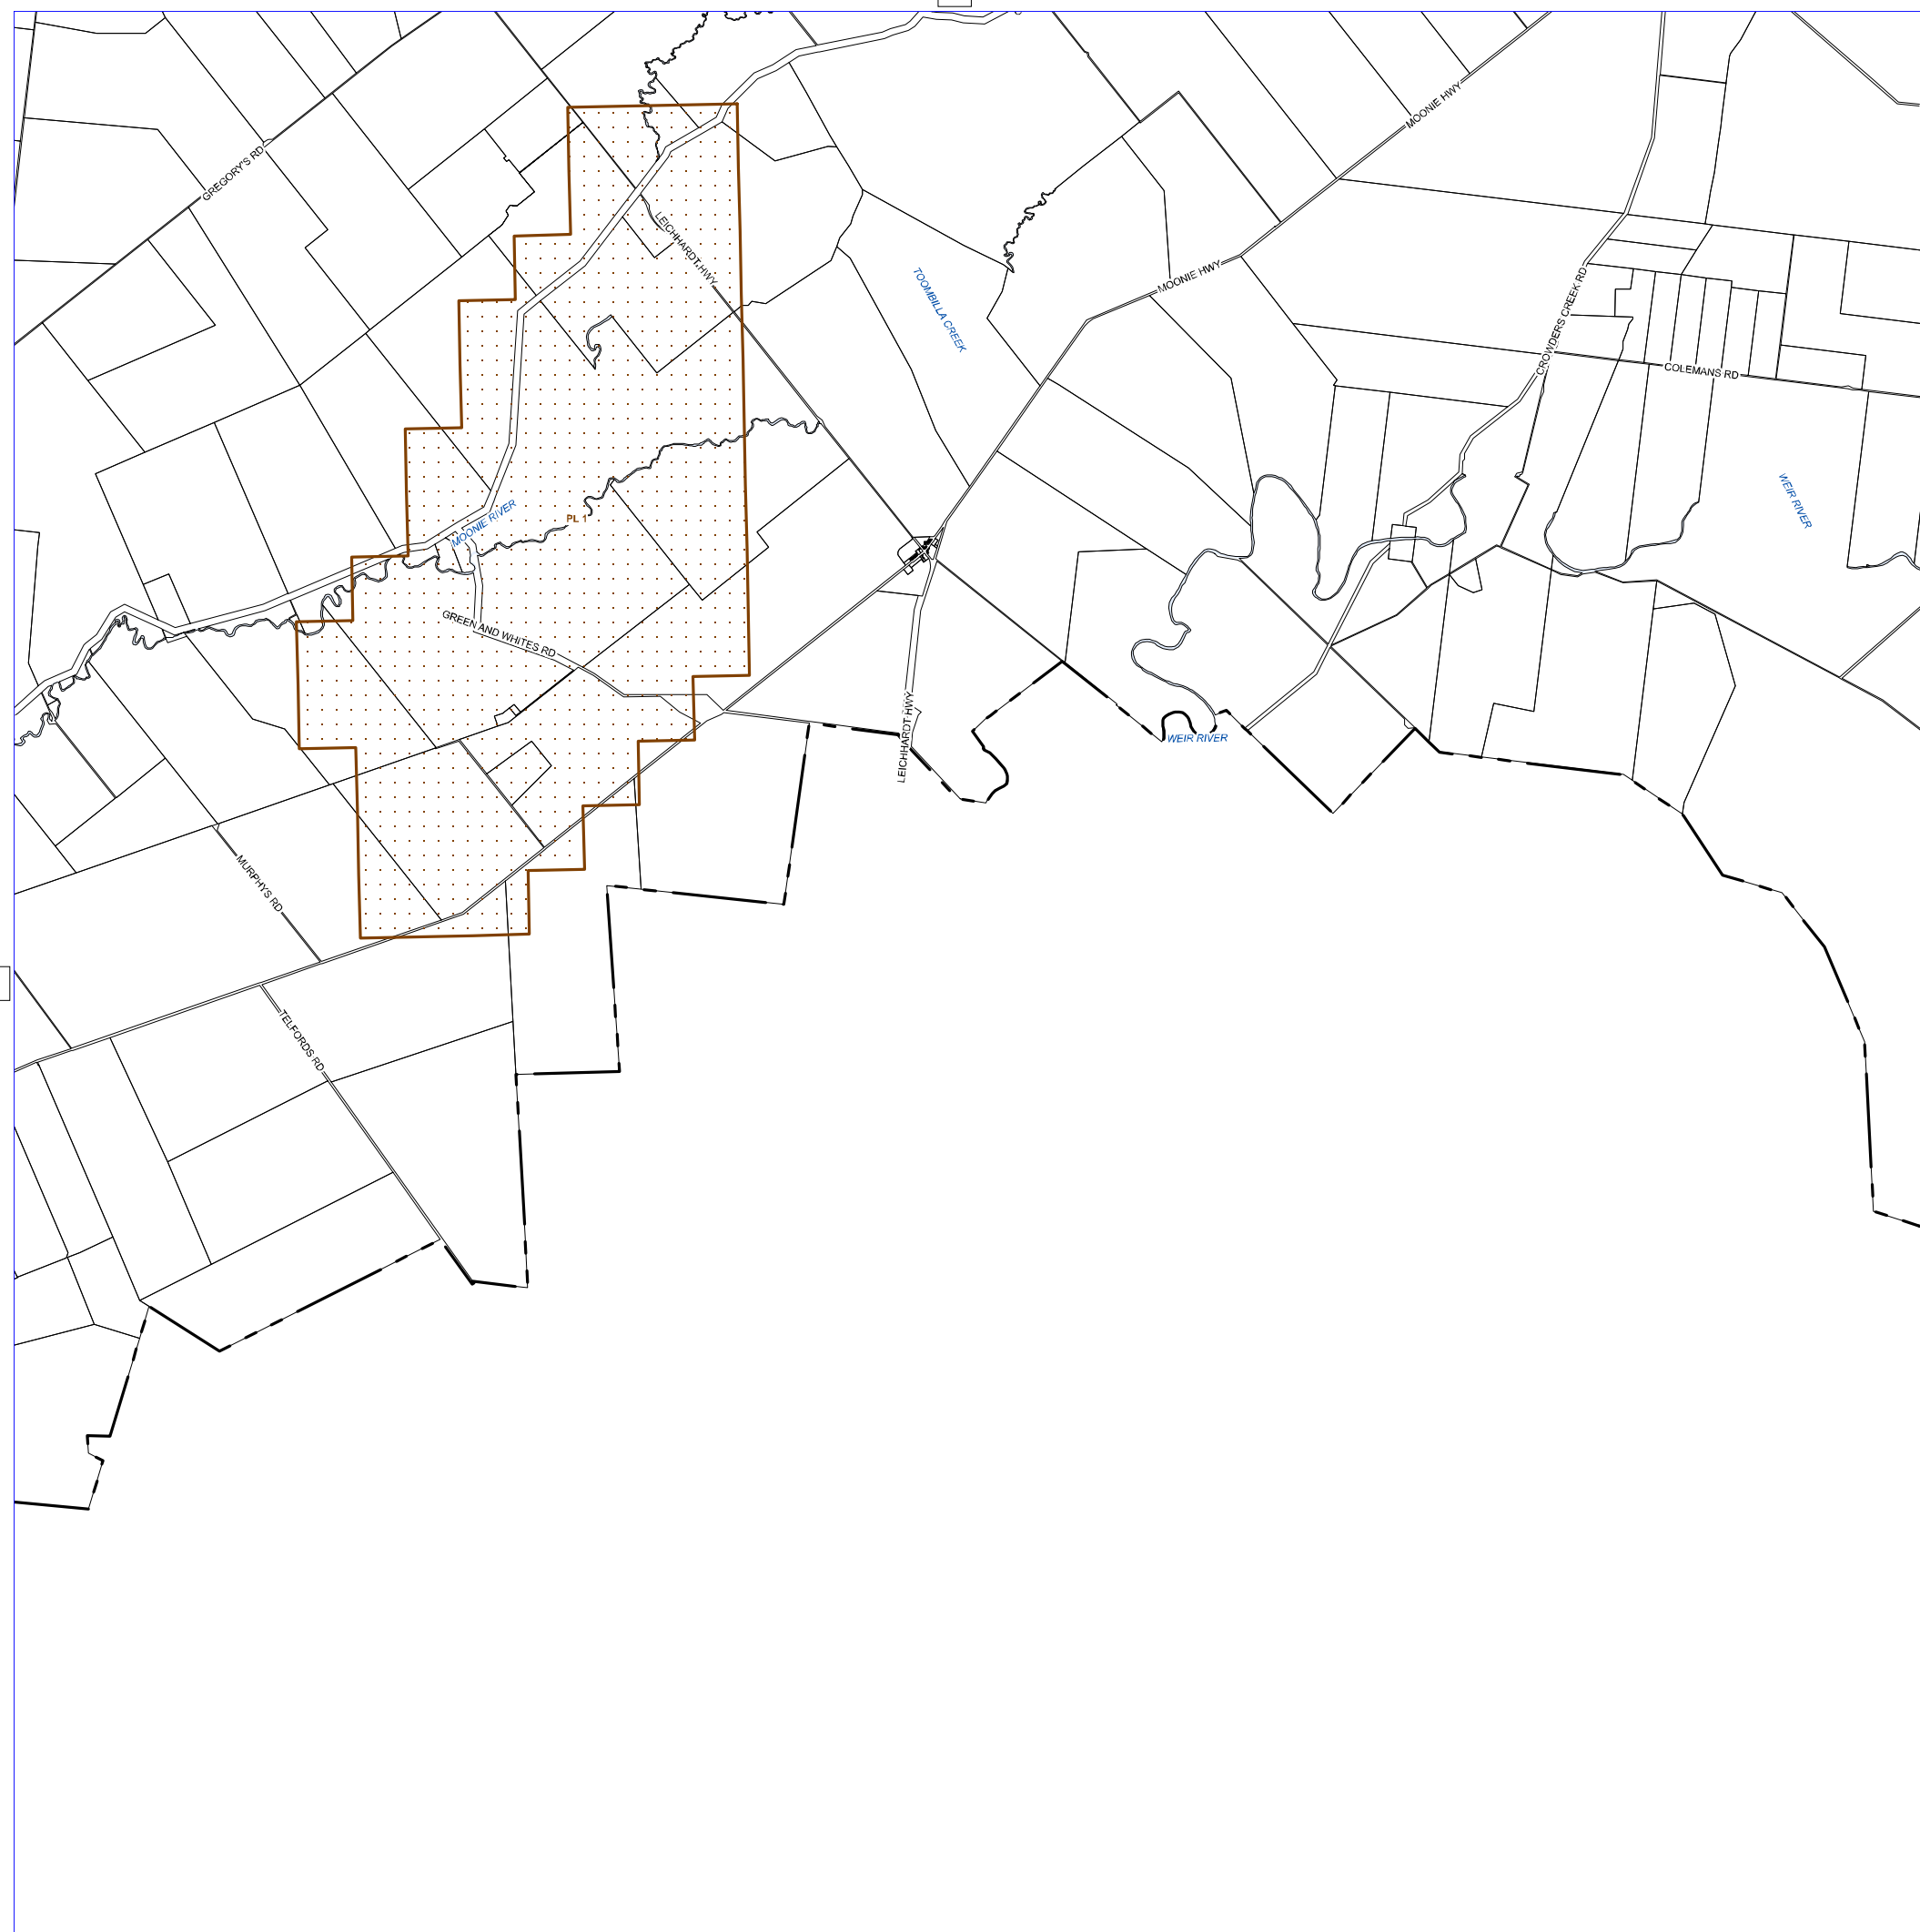 MOONIE HWY
GREGORY'S RD
LEICHHARDT HWY
TOOMBILLA CREEK
MOONIE HWY
CROWDERS CREEK RD
COLEMANS RD
WEIR RIVER
MOONIE RIVER
PL 1
GREEN AND WHITES RD
LEICHHARDT HWY
WEIR RIVER
MURPHYS RD
TELFORDS RD